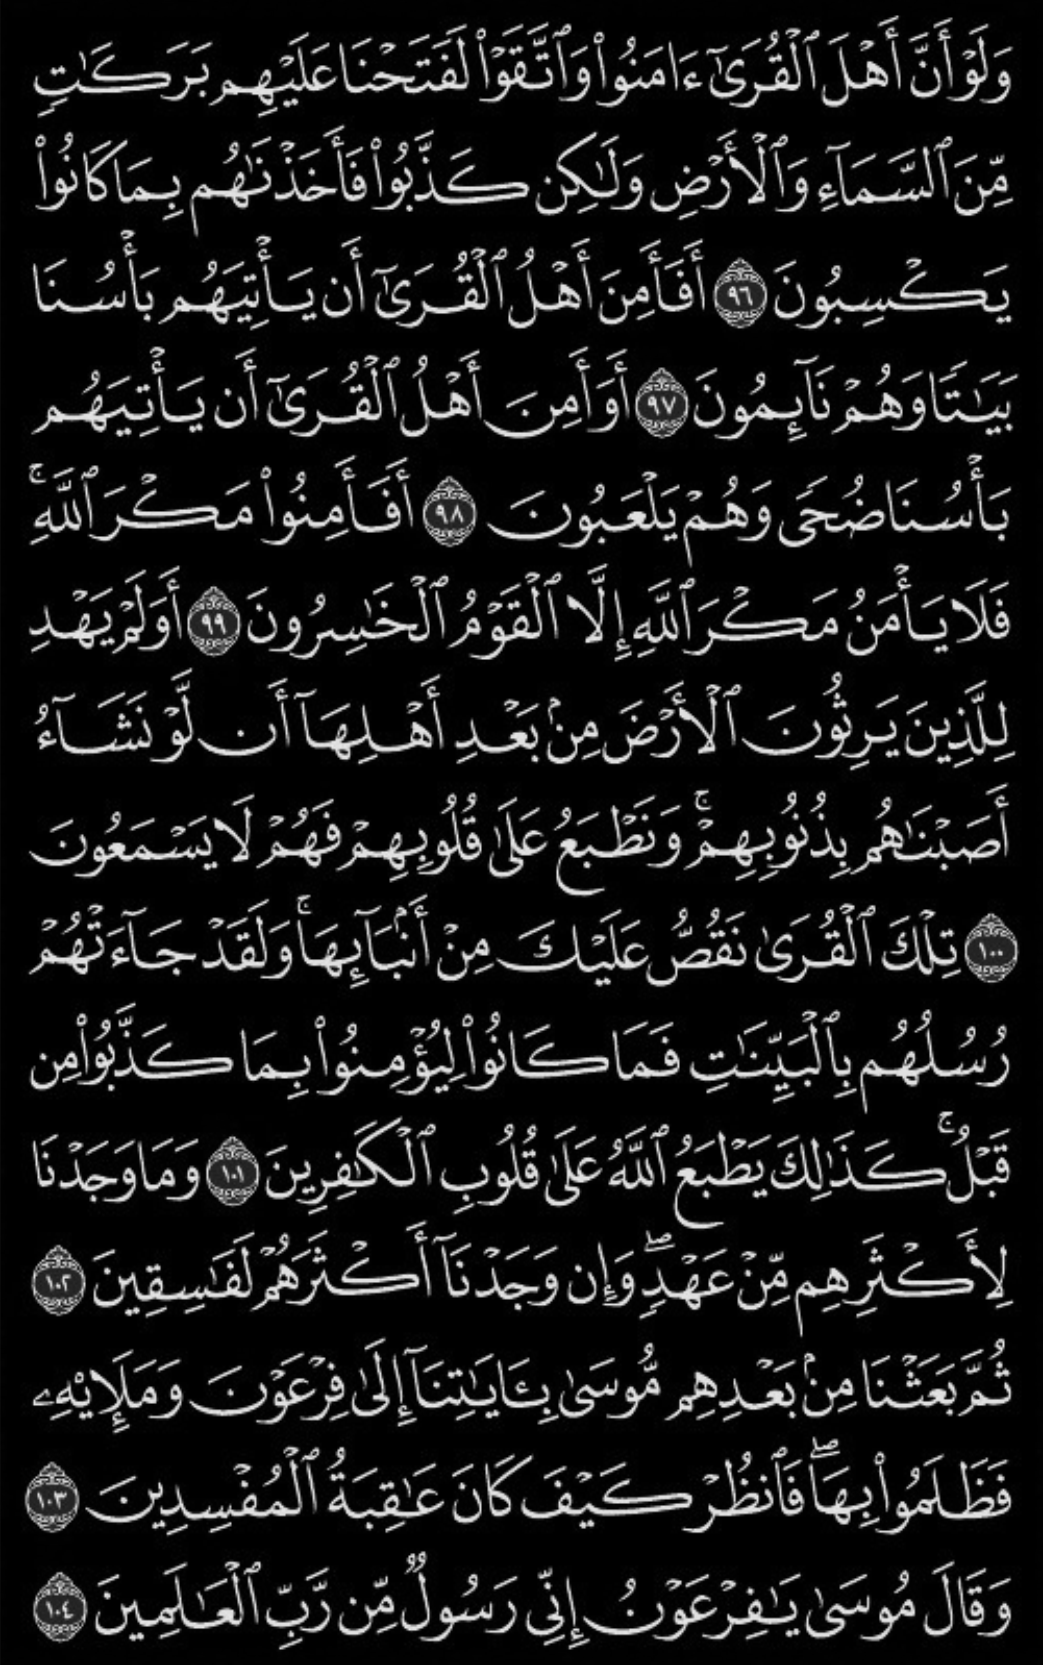 وَلَوْ أَنَّ أَهْلَ ٱلْقُرَىٰٓ ءَامَنُوا۟ وَٱتَّقَوْا۟ لَفَتَحْنَا عَلَيْهِم بَرَكَـٰتٍ
مِّنَ ٱلسَّمَآءِ وَٱلْأَرْضِ وَلَـٰكِن كَذَّبُوا۟ فَأَخَذْنَـٰهُم بِمَا كَانُوا۟
يَكْسِبُونَ ٩٦ أَفَأَمِنَ أَهْلُ ٱلْقُرَىٰٓ أَن يَأْتِيَهُم بَأْسُنَا
بَيَـٰتًا وَهُمْ نَآئِمُونَ ٩٧ أَوَأَمِنَ أَهْلُ ٱلْقُرَىٰٓ أَن يَأْتِيَهُم
بَأْسُنَا ضُحًى وَهُمْ يَلْعَبُونَ ٩٨ أَفَأَمِنُوا۟ مَكْرَ ٱللَّهِ ۚ
فَلَا يَأْمَنُ مَكْرَ ٱللَّهِ إِلَّا ٱلْقَوْمُ ٱلْخَـٰسِرُونَ ٩٩ أَوَلَمْ يَهْدِ
لِلَّذِينَ يَرِثُونَ ٱلْأَرْضَ مِنۢ بَعْدِ أَهْلِهَآ أَن لَّوْ نَشَآءُ
أَصَبْنَـٰهُم بِذُنُوبِهِمْ ۚ وَنَطْبَعُ عَلَىٰ قُلُوبِهِمْ فَهُمْ لَا يَسْمَعُونَ
١٠٠ تِلْكَ ٱلْقُرَىٰ نَقُصُّ عَلَيْكَ مِنْ أَنۢبَآئِهَا ۚ وَلَقَدْ جَآءَتْهُمْ
رُسُلُهُم بِٱلْبَيِّنَـٰتِ فَمَا كَانُوا۟ لِيُؤْمِنُوا۟ بِمَا كَذَّبُوا۟ مِن
قَبْلُ ۚ كَذَٰلِكَ يَطْبَعُ ٱللَّهُ عَلَىٰ قُلُوبِ ٱلْكَـٰفِرِينَ ١٠١ وَمَا وَجَدْنَا
لِأَكْثَرِهِم مِّنْ عَهْدٍ ۖ وَإِن وَجَدْنَآ أَكْثَرَهُمْ لَفَـٰسِقِينَ ١٠٢
ثُمَّ بَعَثْنَا مِنۢ بَعْدِهِم مُّوسَىٰ بِـَٔايَـٰتِنَآ إِلَىٰ فِرْعَوْنَ وَمَلَإِي۟هِۦ
فَظَلَمُوا۟ بِهَا ۖ فَٱنظُرْ كَيْفَ كَانَ عَـٰقِبَةُ ٱلْمُفْسِدِينَ ١٠٣
وَقَالَ مُوسَىٰ يَـٰفِرْعَوْنُ إِنِّى رَسُولٌ مِّن رَّبِّ ٱلْعَـٰلَمِينَ ١٠٤